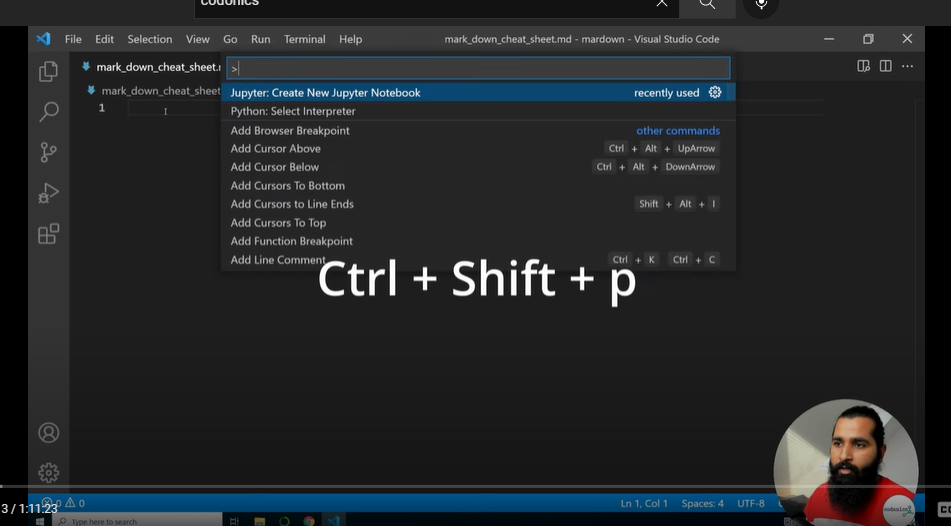 codonics
File Edit Selection View Go Run Terminal Help mark_down_cheat_sheet.md - mardown - Visual Studio Code
mark_down_cheat_sheet.
>
mark_down_cheat_sheet
Jupyter: Create New Jupyter Notebook recently used
1
Python: Select Interpreter
Add Browser Breakpoint other commands
Add Cursor Above Ctrl + Alt + UpArrow
Add Cursor Below Ctrl + Alt + DownArrow
Add Cursors To Bottom
Add Cursors to Line Ends Shift + Alt + I
Add Cursors To Top
Add Function Breakpoint
Add Line Comment Ctrl + K Ctrl + C
Ctrl + Shift + p
0 0 Ln 1, Col 1 Spaces: 4 UTF-8
3 / 1:11:23
Type here to search
codanics